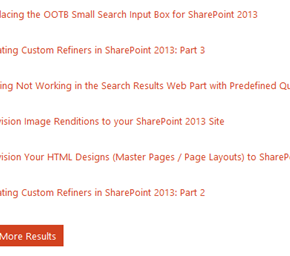 lacing the OOTB Small Search Input Box for SharePoint 2013
ating Custom Refiners in SharePoint 2013: Part 3
ing Not Working in the Search Results Web Part with Predefined Qu
vision Image Renditions to your SharePoint 2013 Site
vision Your HTML Designs (Master Pages / Page Layouts) to ShareP
ating Custom Refiners in SharePoint 2013: Part 2
More Results